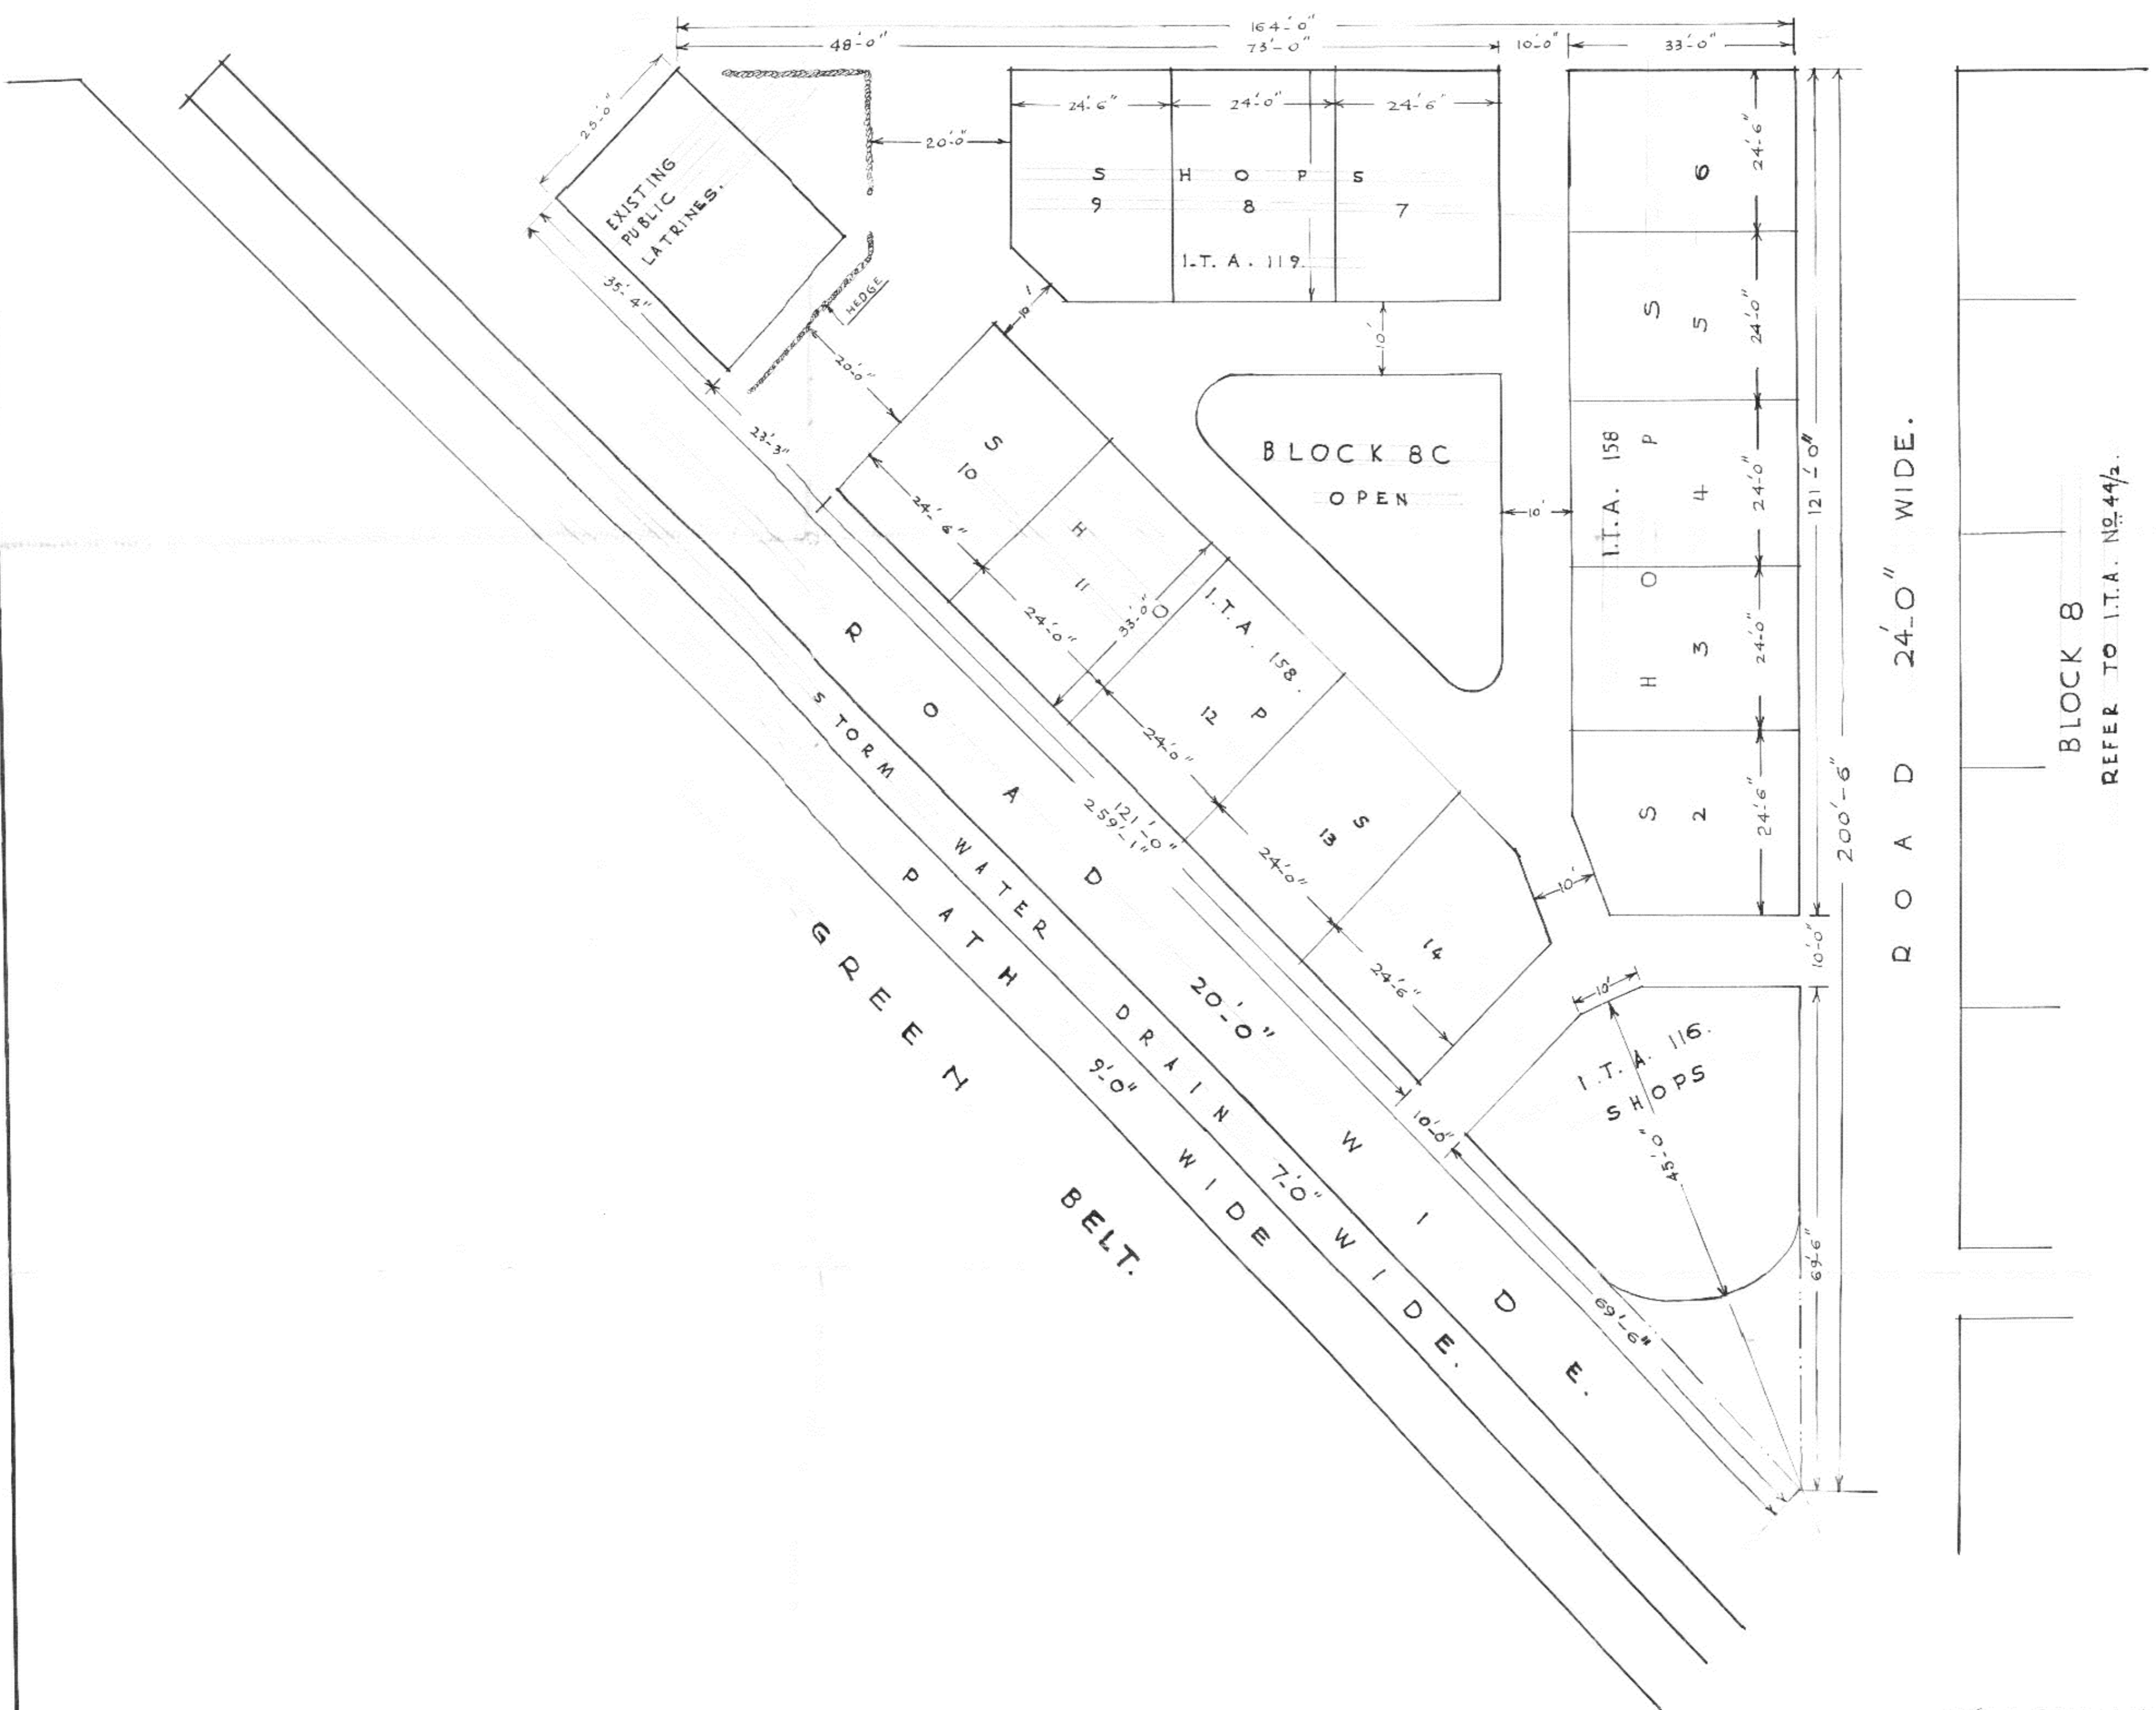 164'-0"
48'-0" 73'-0" 10'-0" 33'-0"
25'-0"
24'-6" 24'-0" 24'-6"
20'-0"
EXISTING
PUBLIC
LATRINES.
35'-4"
HEDGE
20'-0"
23'-3"
SHOPS
9 8 7
I.T.A. 119.
10'
10'
BLOCK 8C
OPEN
10'
SHOPS
I.T.A. 158
6
5
4
3
2
24'-6"
24'-0"
24'-0"
24'-0"
24'-6"
121'-0"
200'-6"
10'-0"
69'-6"
ROAD 24'-0" WIDE.
BLOCK 8
REFER TO I.T.A. No 44/2.
SHOPS
I.T.A. 158.
10
11
12
13
14
24'-6"
24'-0"
33'-0"
24'-0"
24'-0"
24'-6"
121'-0"
259'-1"
10'
10'
10'-0"
I.T.A. 116.
SHOPS
45'-0"
69'-6"
ROAD 20'-0" WIDE.
STORM WATER DRAIN 7'-0" WIDE.
PATH 9'-0" WIDE
GREEN BELT.